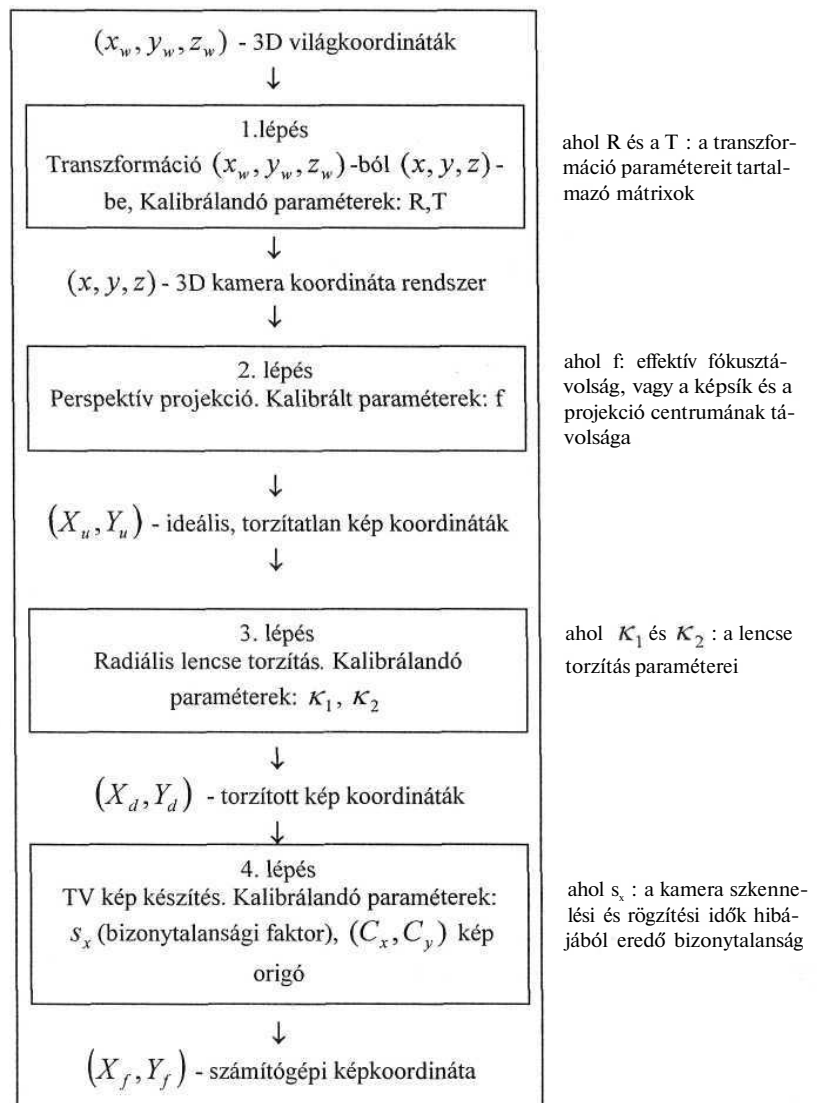 (x_w, y_w, z_w) - 3D világkoordináták
↓
1.lépés
Transzformáció (x_w, y_w, z_w) -ból (x, y, z) -
be, Kalibrálandó paraméterek: R,T
ahol R és a T : a transzfor-
máció paramétereit tartal-
mazó mátrixok
↓
(x, y, z) - 3D kamera koordináta rendszer
↓
2. lépés
Perspektív projekció. Kalibrált paraméterek: f
ahol f: effektív fókusztá-
volság, vagy a képsík és a
projekció centrumának tá-
volsága
↓
(X_u, Y_u) - ideális, torzítatlan kép koordináták
↓
3. lépés
Radiális lencse torzítás. Kalibrálandó
paraméterek: κ_1, κ_2
ahol κ_1 és κ_2 : a lencse
torzítás paraméterei
↓
(X_d, Y_d) - torzított kép koordináták
↓
4. lépés
TV kép készítés. Kalibrálandó paraméterek:
s_x (bizonytalansági faktor), (C_x, C_y) kép
origó
ahol s_x : a kamera szkenne-
lési és rögzítési idők hibá-
jából eredő bizonytalanság
↓
(X_f, Y_f) - számítógépi képkoordináta